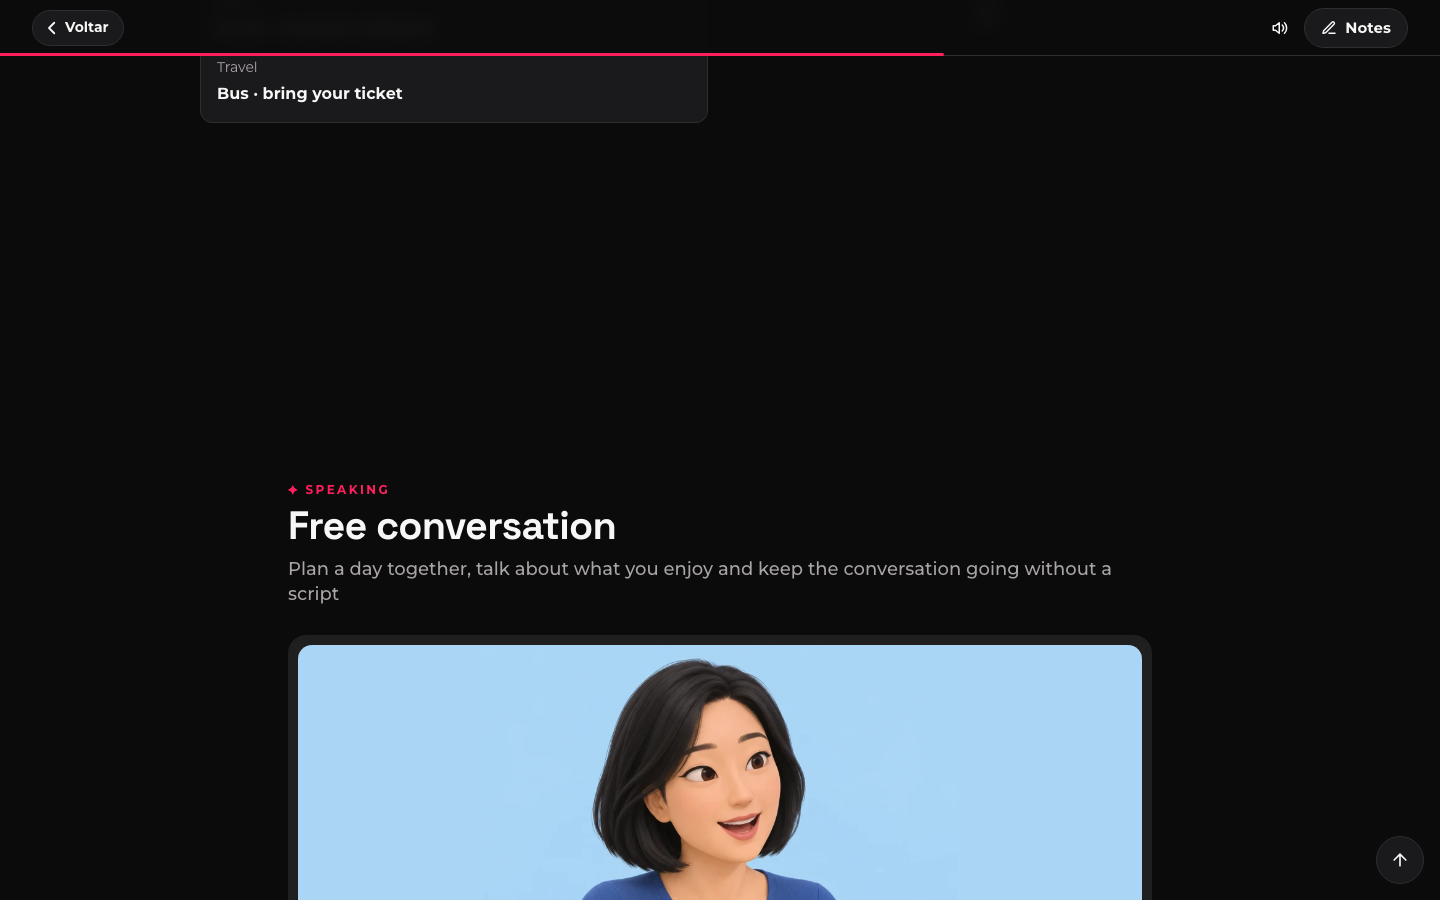 Voltar
Notes
Travel
Bus • bring your ticket
SPEAKING
Free conversation
Plan a day together, talk about what you enjoy and keep the conversation going without a
script